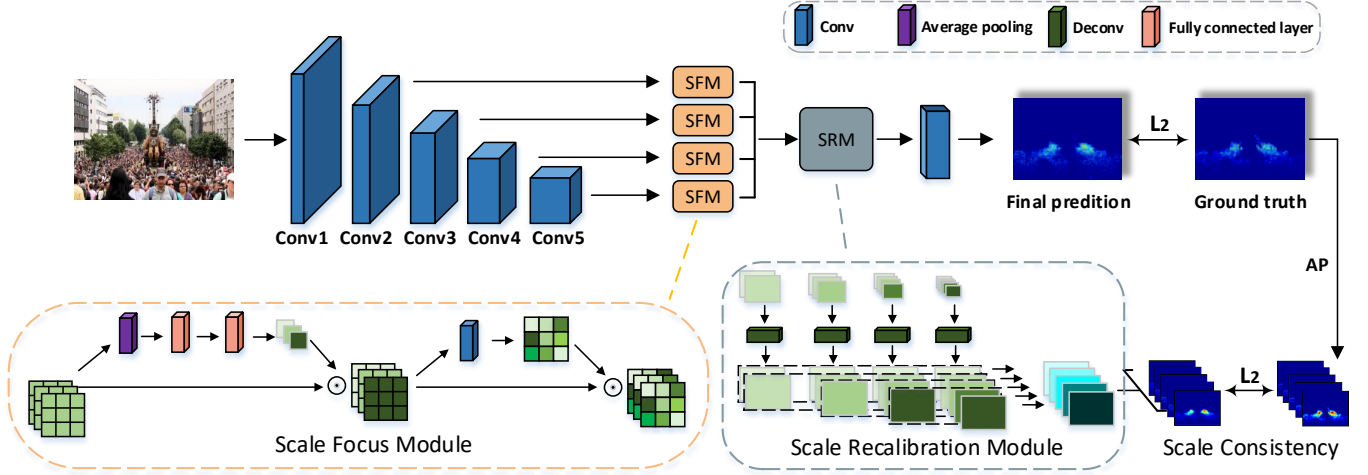 Conv
Average pooling
Deconv
Fully connected layer
SFM
SFM
SFM
SFM
SRM
L2
Final predition
Ground truth
Conv1
Conv2
Conv3
Conv4
Conv5
AP
L2
Scale Focus Module
Scale Recalibration Module
Scale Consistency